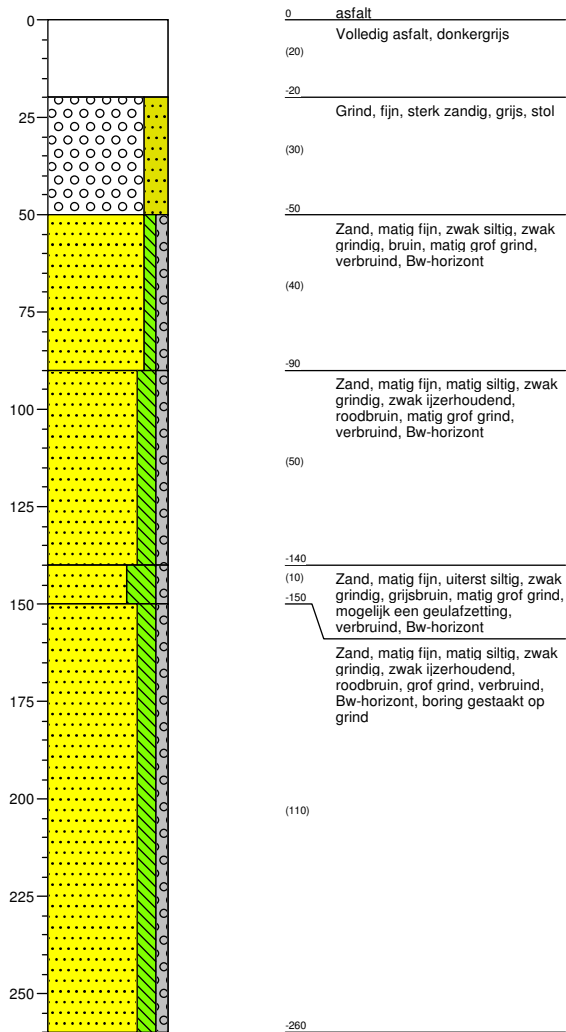 0
asfalt
0
Volledig asfalt, donkergrijs
(20)
-20
Grind, fijn, sterk zandig, grijs, stol
25
(30)
50
-50
Zand, matig fijn, zwak siltig, zwak
grindig, bruin, matig grof grind,
verbruind, Bw-horizont
(40)
75
-90
Zand, matig fijn, matig siltig, zwak
grindig, zwak ijzerhoudend,
roodbruin, matig grof grind,
verbruind, Bw-horizont
100
(50)
125
-140
(10)
Zand, matig fijn, uiterst siltig, zwak
grindig, grijsbruin, matig grof grind,
mogelijk een geulafzetting,
verbruind, Bw-horizont
150
-150
Zand, matig fijn, matig siltig, zwak
grindig, zwak ijzerhoudend,
roodbruin, grof grind, verbruind,
Bw-horizont, boring gestaakt op
grind
175
200
(110)
225
250
-260